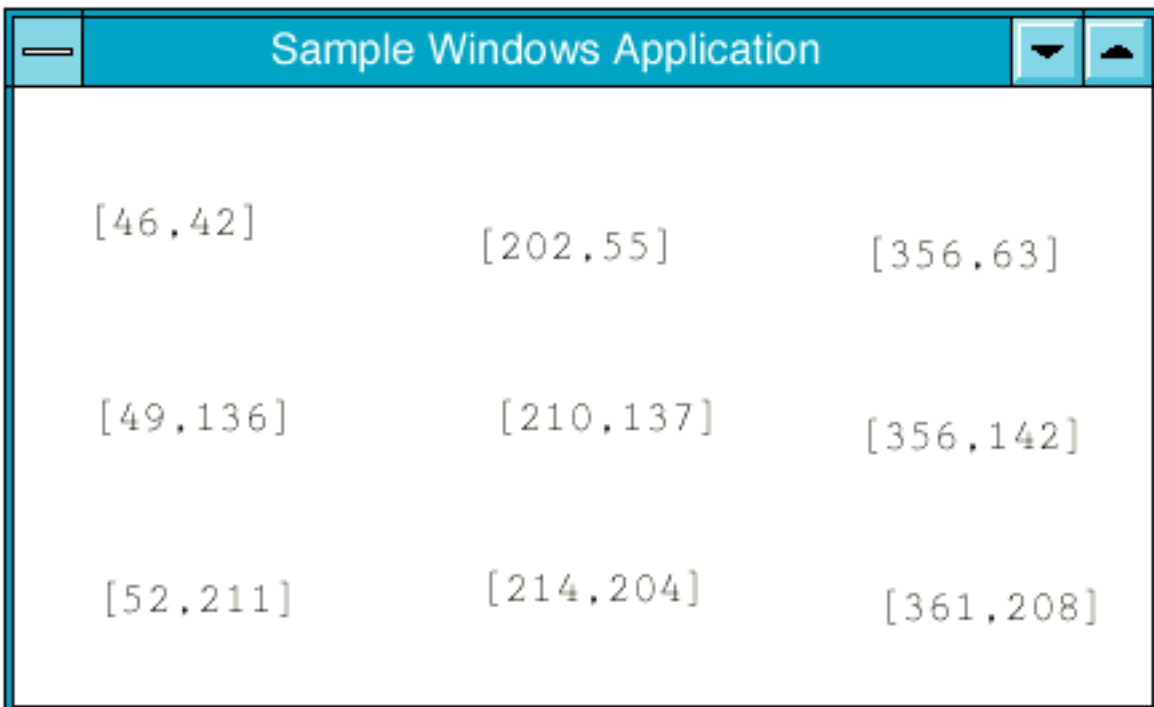 Sample Windows Application
[46,42] [202,55] [356,63]
[49,136] [210,137] [356,142]
[52,211] [214,204] [361,208]